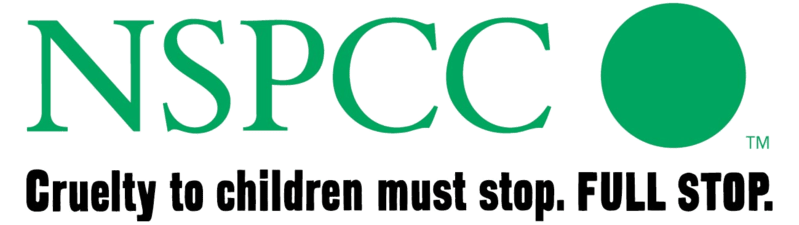 NSPCC
TM
Cruelty to children must stop. FULL STOP.